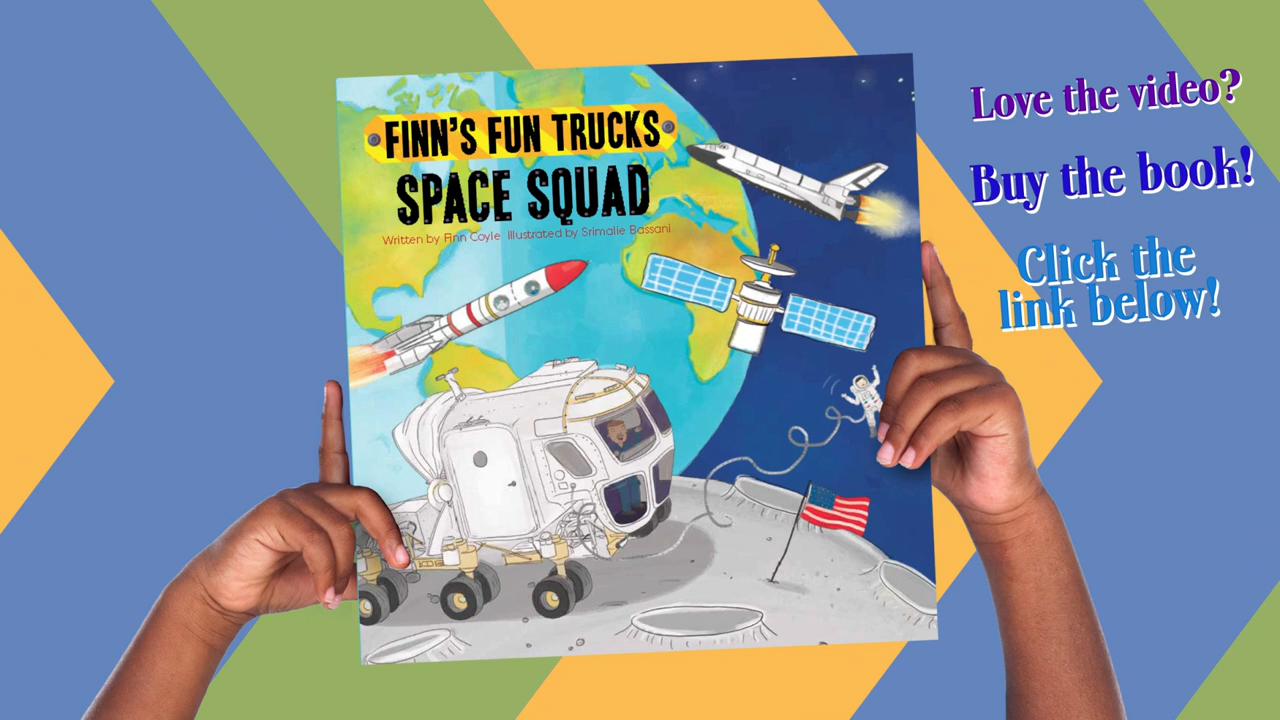 FINN'S FUN TRUCKS
SPACE SQUAD
Written by Finn Coyle Illustrated by Srimalie Bassani
Love the video?
Buy the book!
Click the
link below!